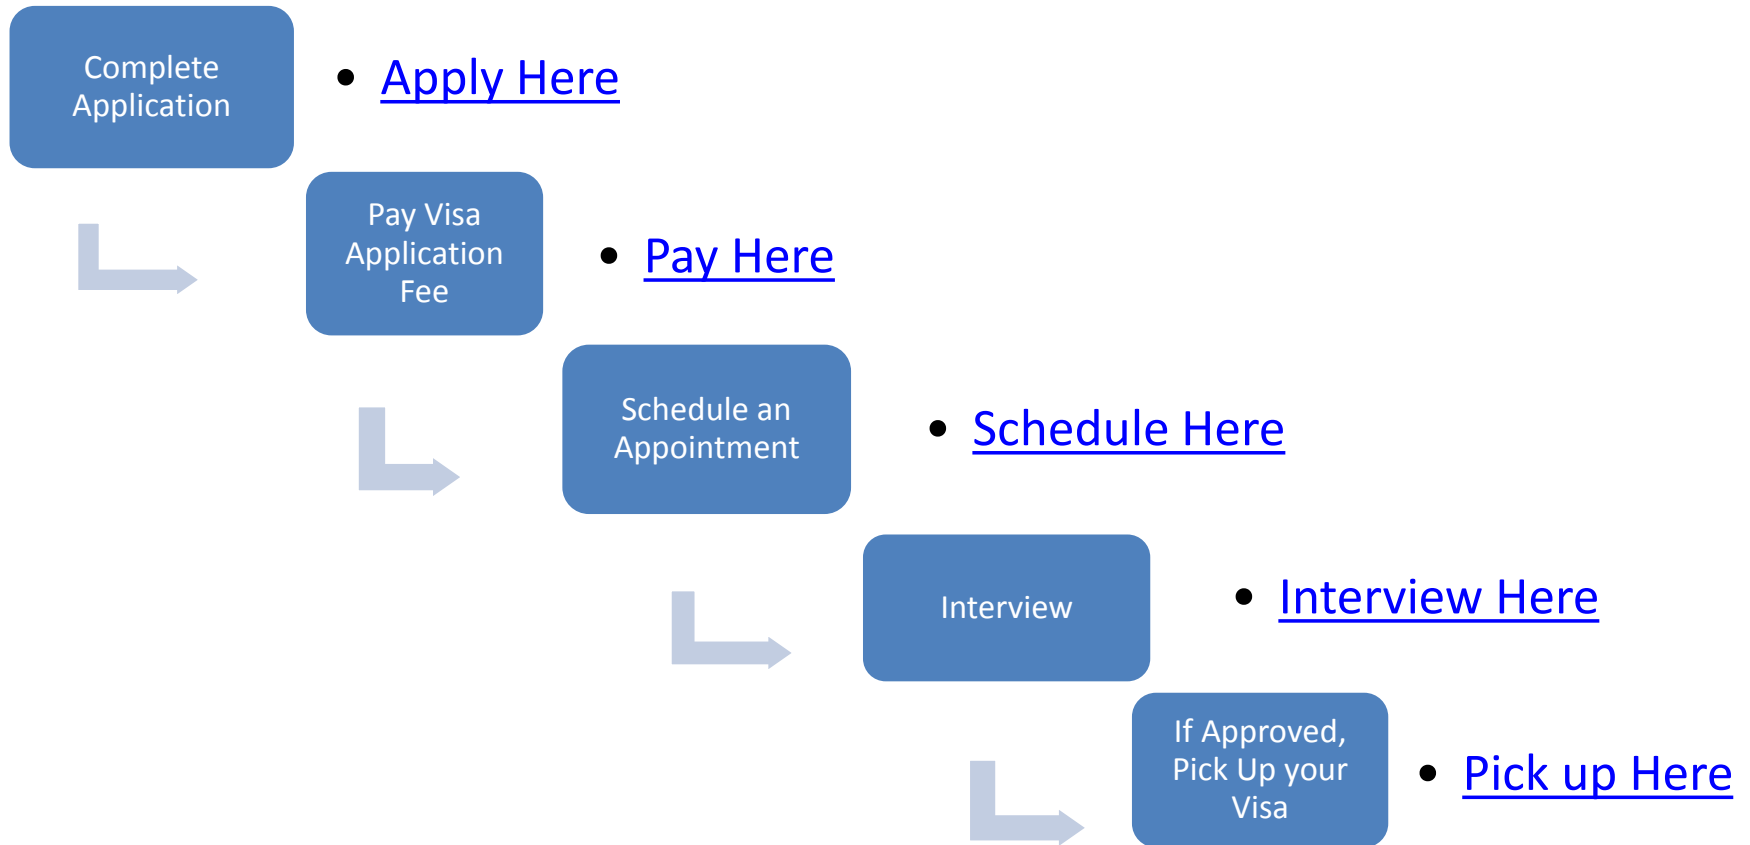 Complete
Application
• Apply Here
Pay Visa
Application
Fee
• Pay Here
Schedule an
Appointment
• Schedule Here
Interview
• Interview Here
If Approved,
Pick Up your
Visa
• Pick up Here